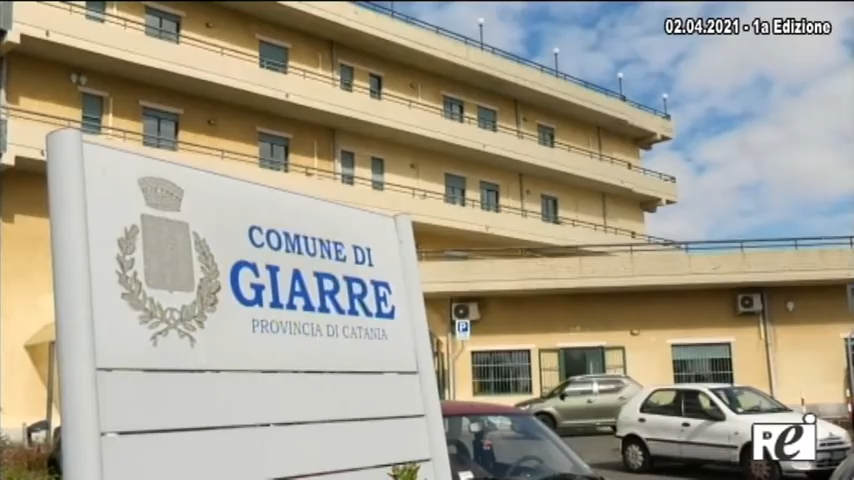 02.04.2021 - 1a Edizione
COMUNE DI
GIARRE
PROVINCIA DI CATANIA
P
REi